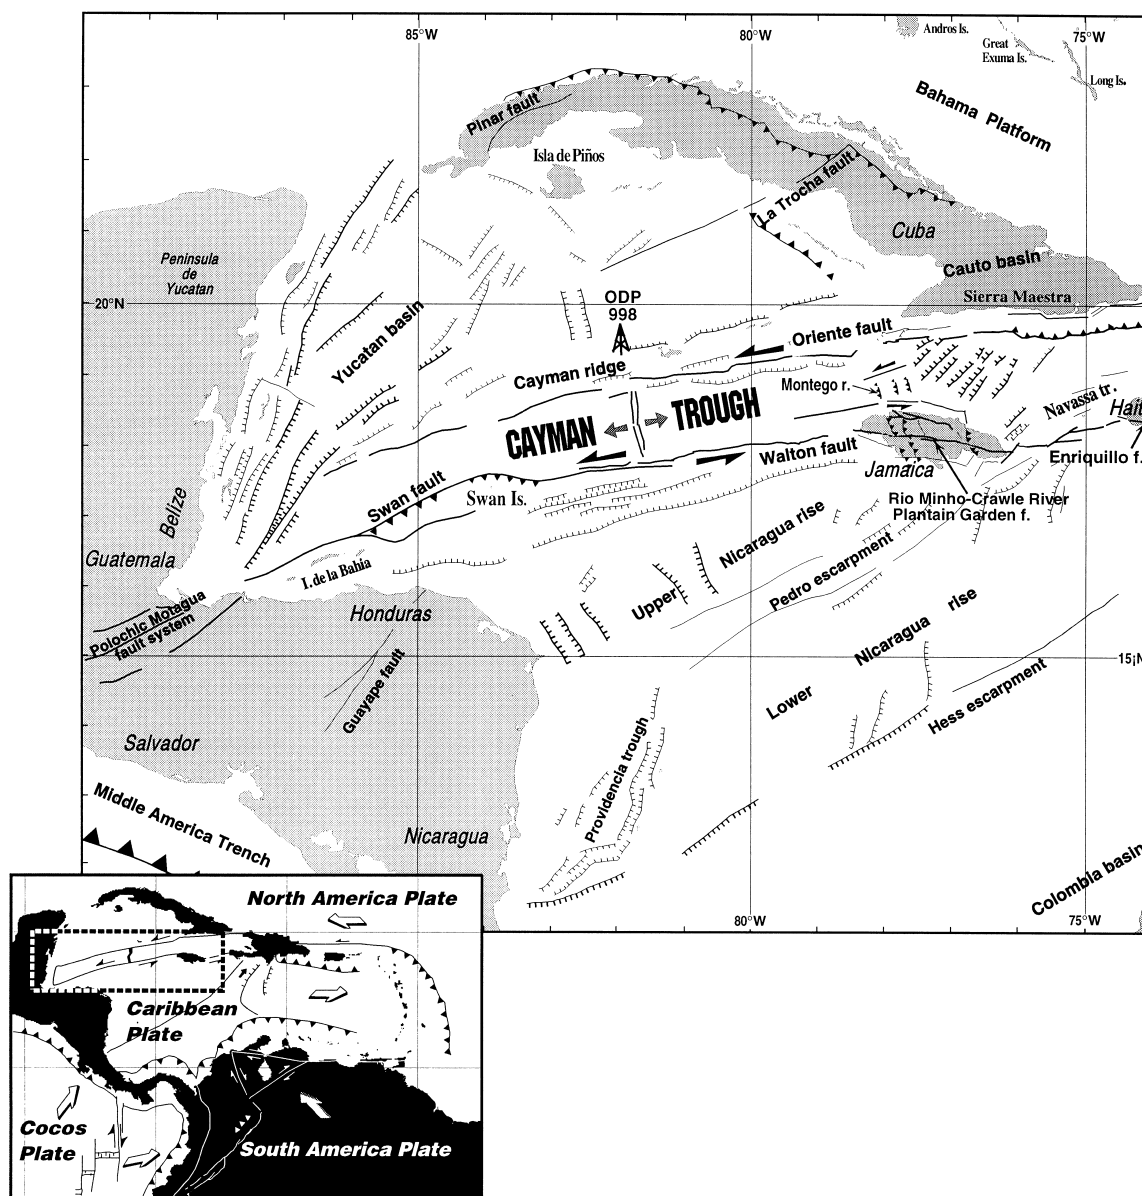 85°W
80°W
75°W
Andros Is.
Great
Exuma Is.
Long Is.
Bahama Platform
Pinar fault
Isla de Piños
La Trocha fault
Cuba
Peninsula
de
Yucatan
Cauto basin
20°N
ODP
998
Sierra Maestra
Yucatan basin
Oriente fault
Cayman ridge
Montego r.
Navassa tr.
Hait
CAYMAN
TROUGH
Walton fault
Jamaica
Enriquillo f.
Swan fault
Swan Is.
Rio Minho-Crawle River
Plantain Garden f.
Belize
Guatemala
I. de la Bahia
Nicaragua rise
Upper
Pedro escarpment
Honduras
Polochic Motagua
fault system
Nicaragua
rise
Lower
15¡N
Guayape fault
Hess escarpment
Salvador
Providencia trough
Middle America Trench
Nicaragua
Colombia basin
80°W
75°W
North America Plate
Caribbean
Plate
Cocos
Plate
South America Plate